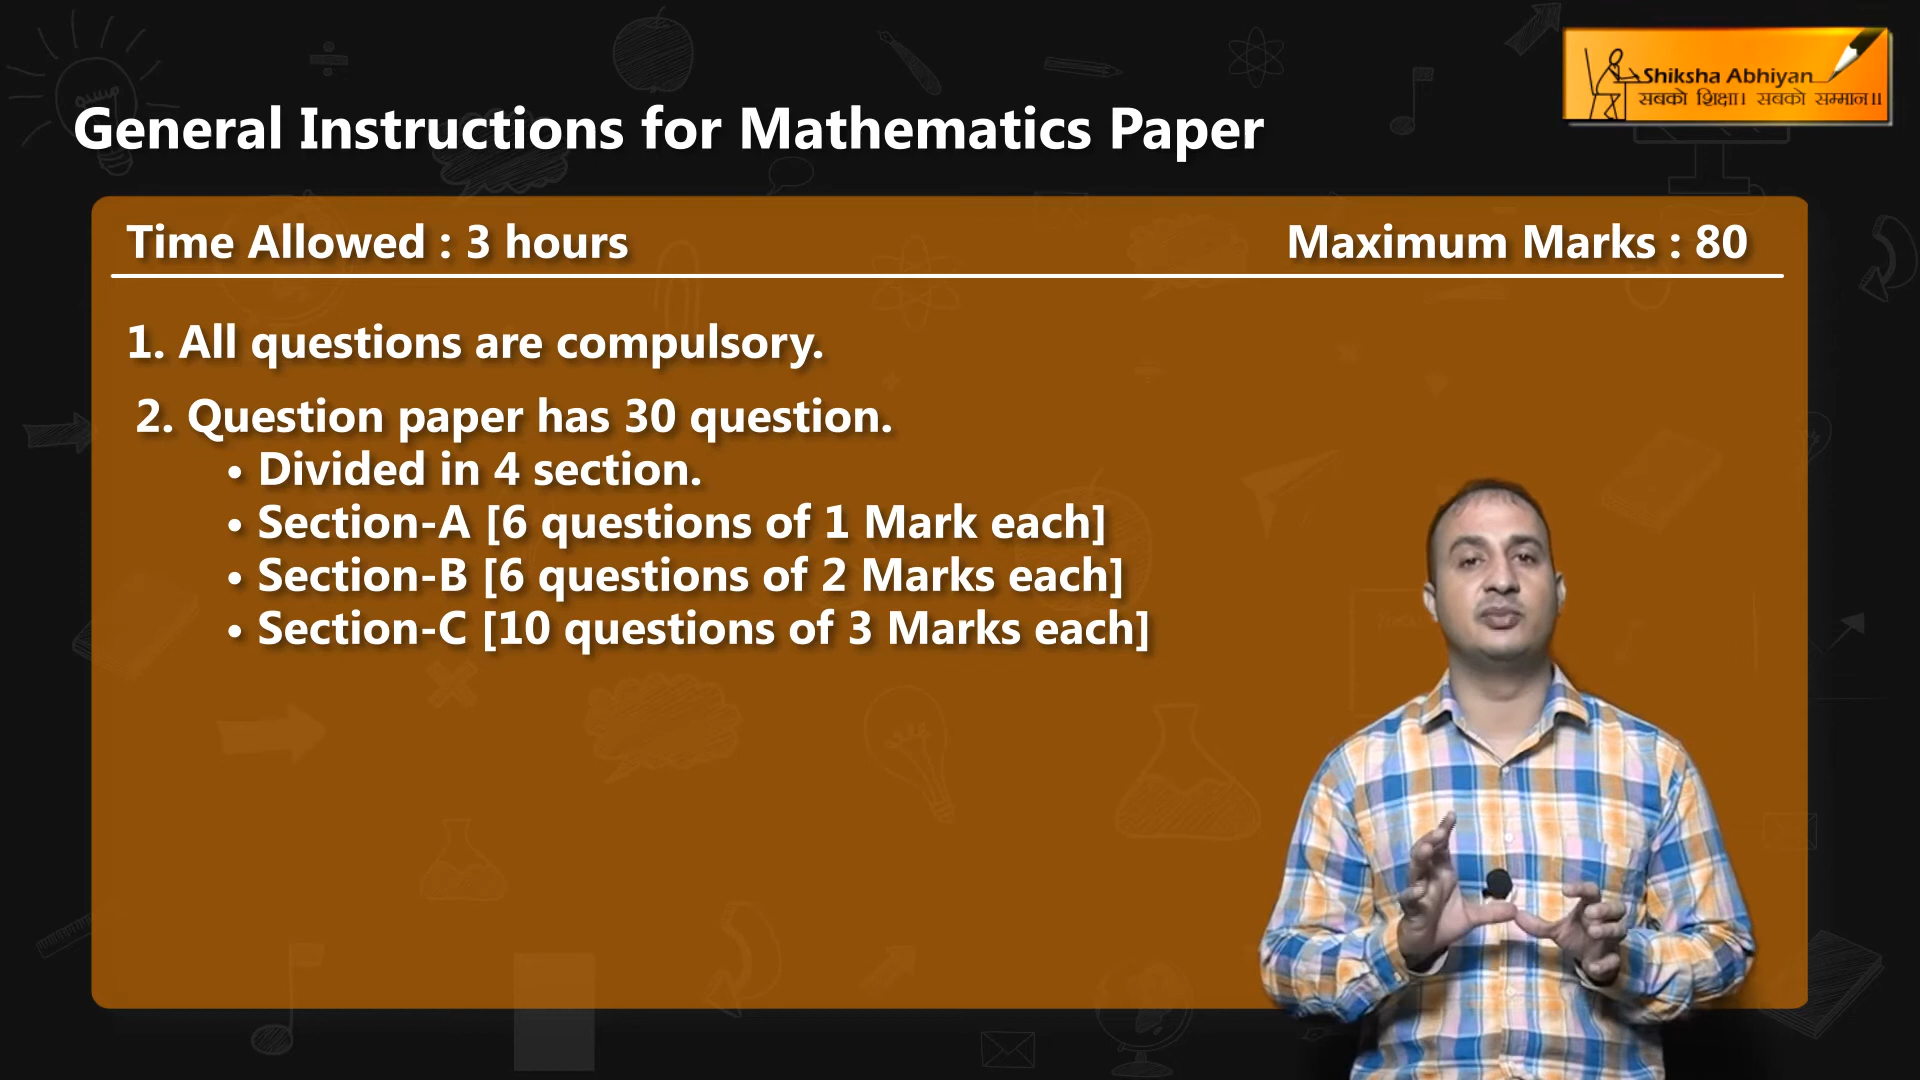 Shiksha Abhiyan
सबको शिक्षा। सबको सम्मान॥
General Instructions for Mathematics Paper
Time Allowed : 3 hours Maximum Marks : 80
1. All questions are compulsory.
2. Question paper has 30 question.
• Divided in 4 section.
• Section-A [6 questions of 1 Mark each]
• Section-B [6 questions of 2 Marks each]
• Section-C [10 questions of 3 Marks each]